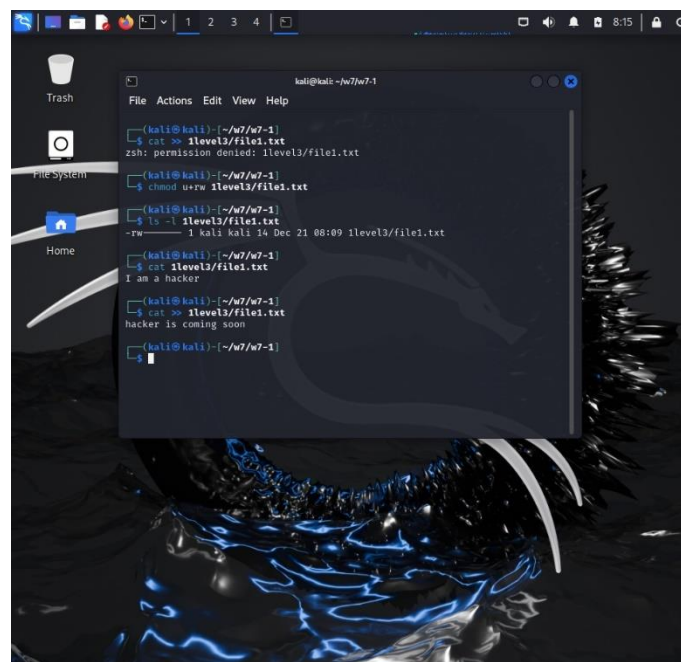 1 2 3 4
8:15
Trash
File System
Home
kali@kali: ~/w7/w7-1
File Actions Edit View Help
┌──(kali㉿kali)-[~/w7/w7-1]
└─$ cat >> 1level3/file1.txt
zsh: permission denied: 1level3/file1.txt
┌──(kali㉿kali)-[~/w7/w7-1]
└─$ chmod u+rw 1level3/file1.txt
┌──(kali㉿kali)-[~/w7/w7-1]
└─$ ls -l 1level3/file1.txt
-rw------- 1 kali kali 14 Dec 21 08:09 1level3/file1.txt
┌──(kali㉿kali)-[~/w7/w7-1]
└─$ cat 1level3/file1.txt
I am a hacker
┌──(kali㉿kali)-[~/w7/w7-1]
└─$ cat >> 1level3/file1.txt
hacker is coming soon
┌──(kali㉿kali)-[~/w7/w7-1]
└─$